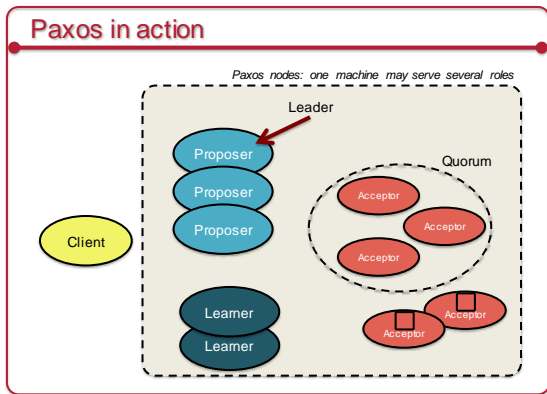 Paxos in action
Paxos nodes: one machine may serve several roles
Leader
Proposer
Quorum
Proposer
Acceptor
Proposer
Acceptor
Client
Acceptor
Learner
Acceptor
Learner
Acceptor